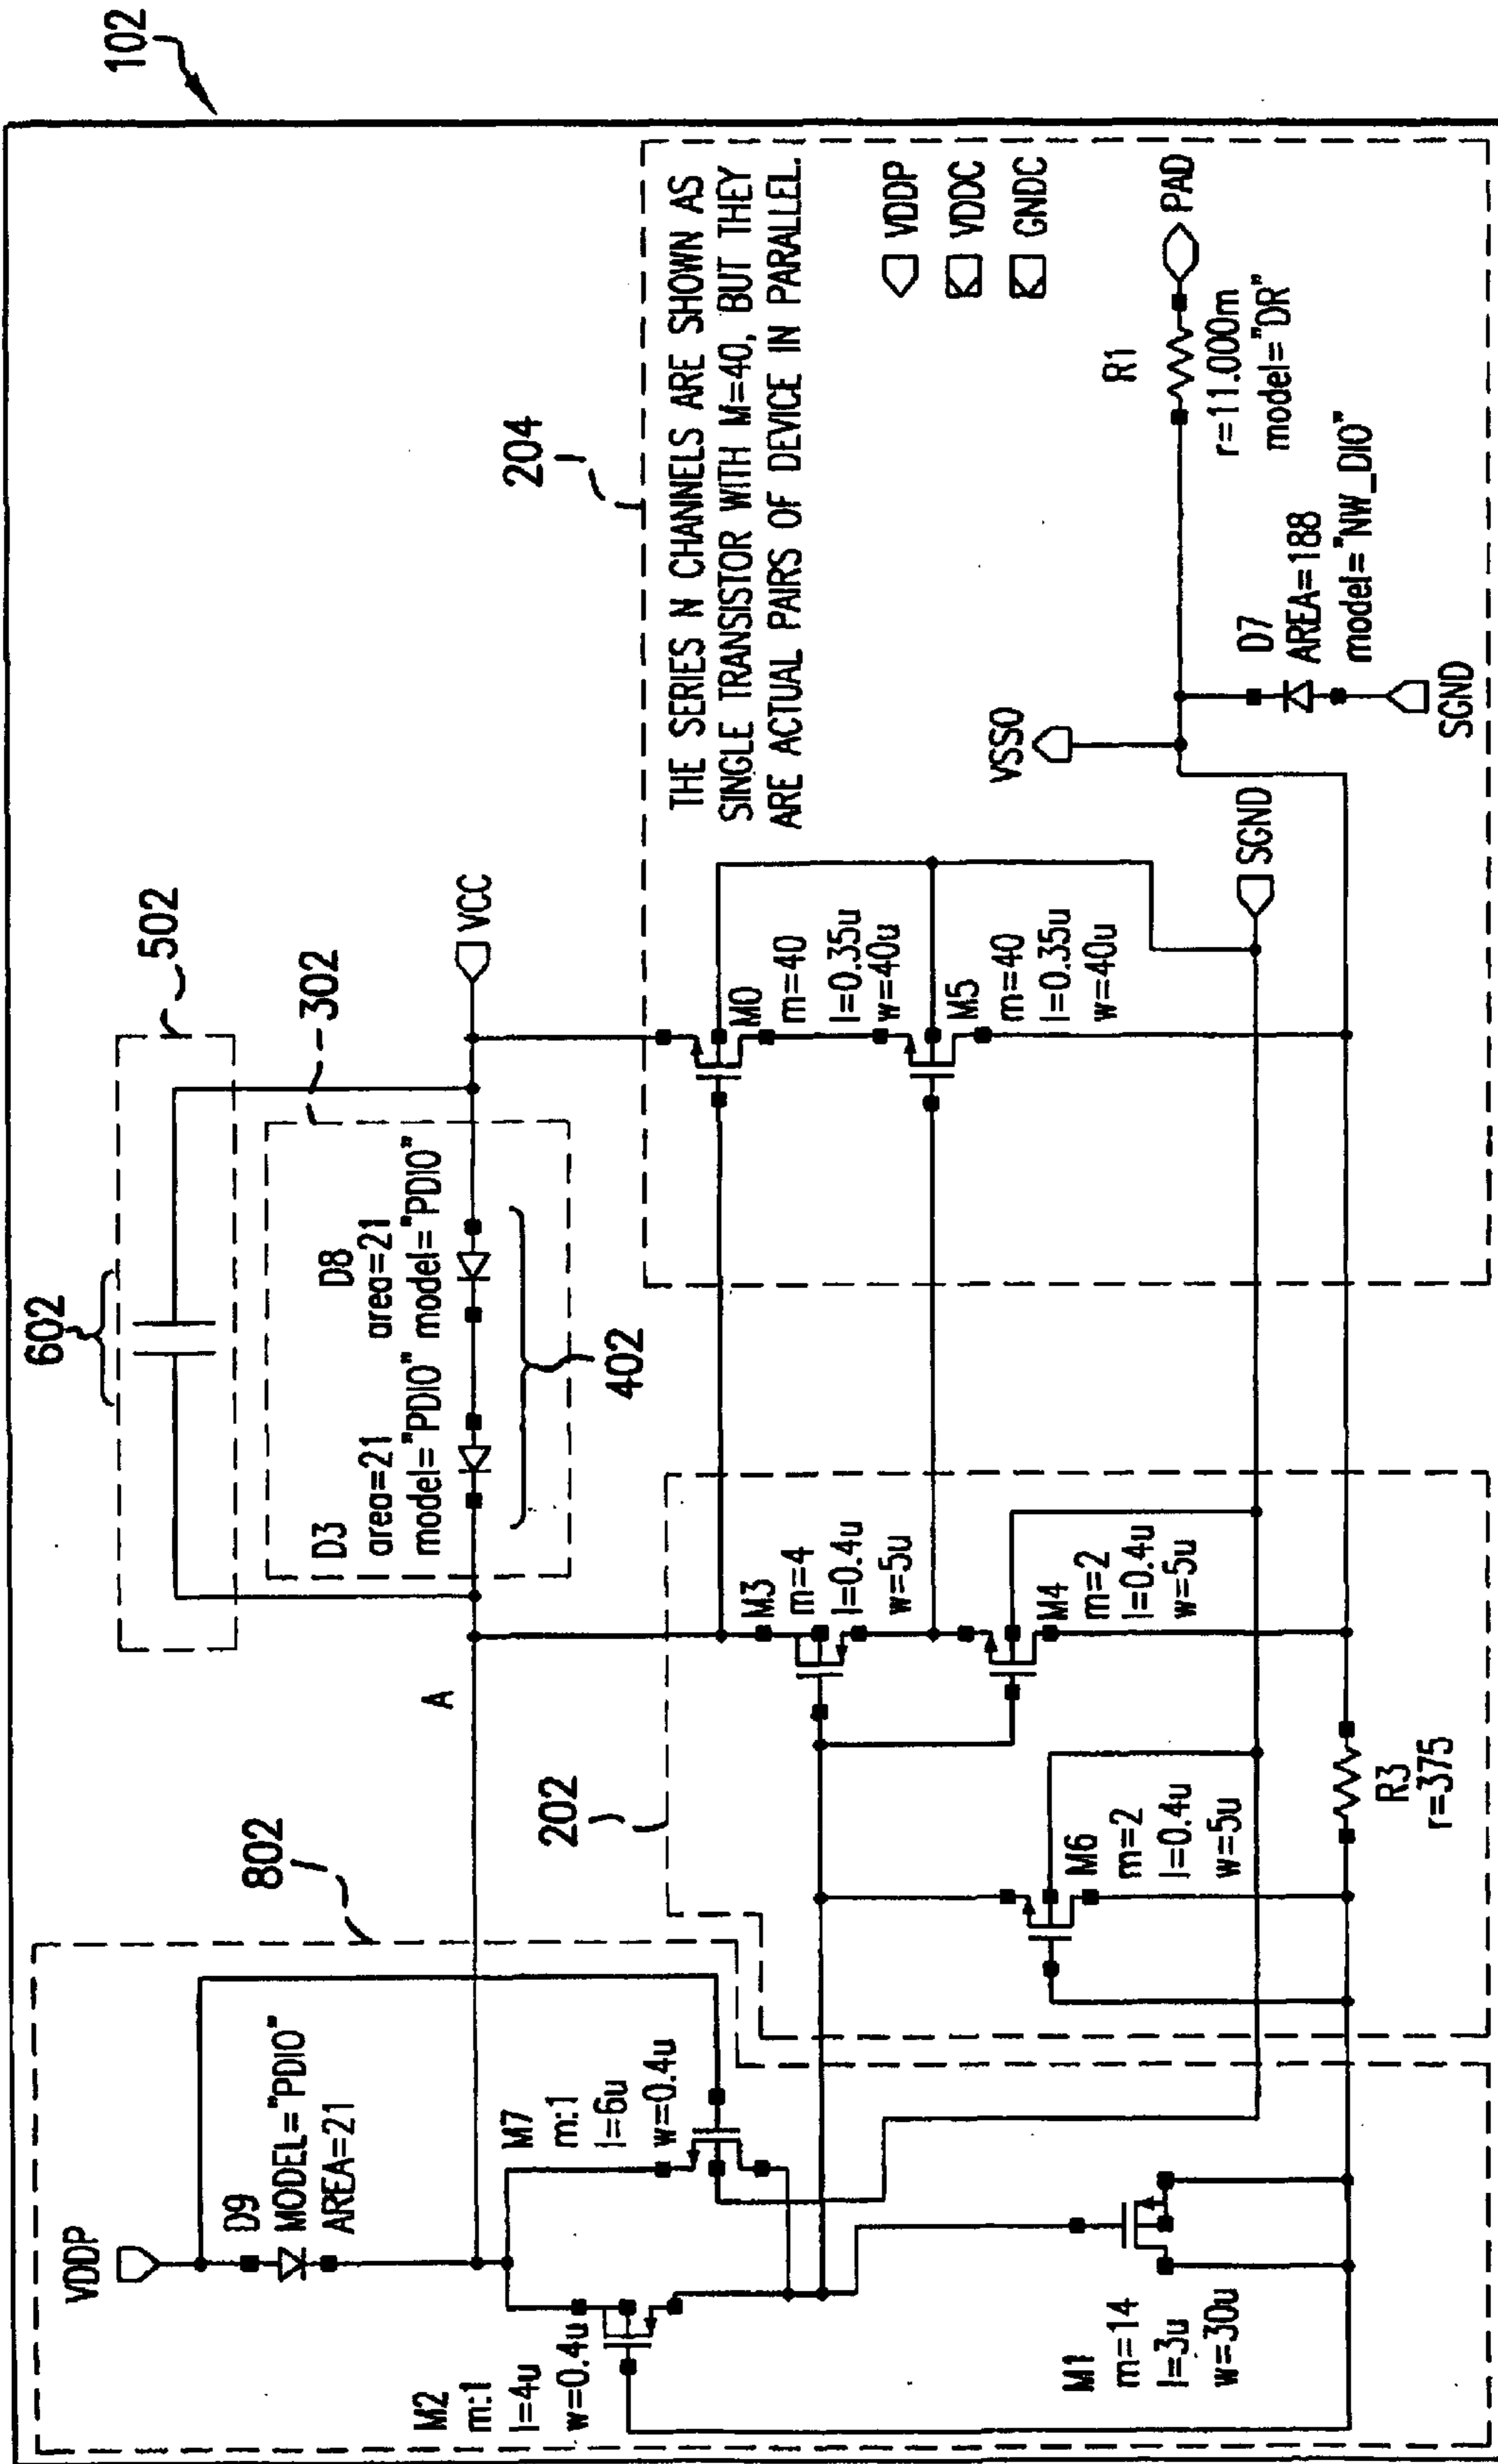 102
802
VDDP
D9
MODEL="PDIO"
AREA=21
M2
m:1
l=4u
w=0.4u
M7
m:1
l=6u
w=0.4u
M1
m=14
l=3u
w=30u
A
202
M6
m=2
l=0.4u
w=5u
M3
m=4
l=0.4u
w=5u
M4
m=2
l=0.4u
w=5u
R3
r=375
602
502
302
D3
area=21
model="PDIO"
D8
area=21
model="PDIO"
402
VCC
204
THE SERIES N CHANNELS ARE SHOWN AS
SINGLE TRANSISTOR WITH M=40, BUT THEY
ARE ACTUAL PAIRS OF DEVICE IN PARALLEL.
M0
m=40
l=0.35u
w=40u
M5
m=40
l=0.35u
w=40u
VDDP
VDDC
GNDC
SGND
VSSO
D7
AREA=188
model="NW_DIO"
SGND
R1
r=11.000m
model="DR"
PAD